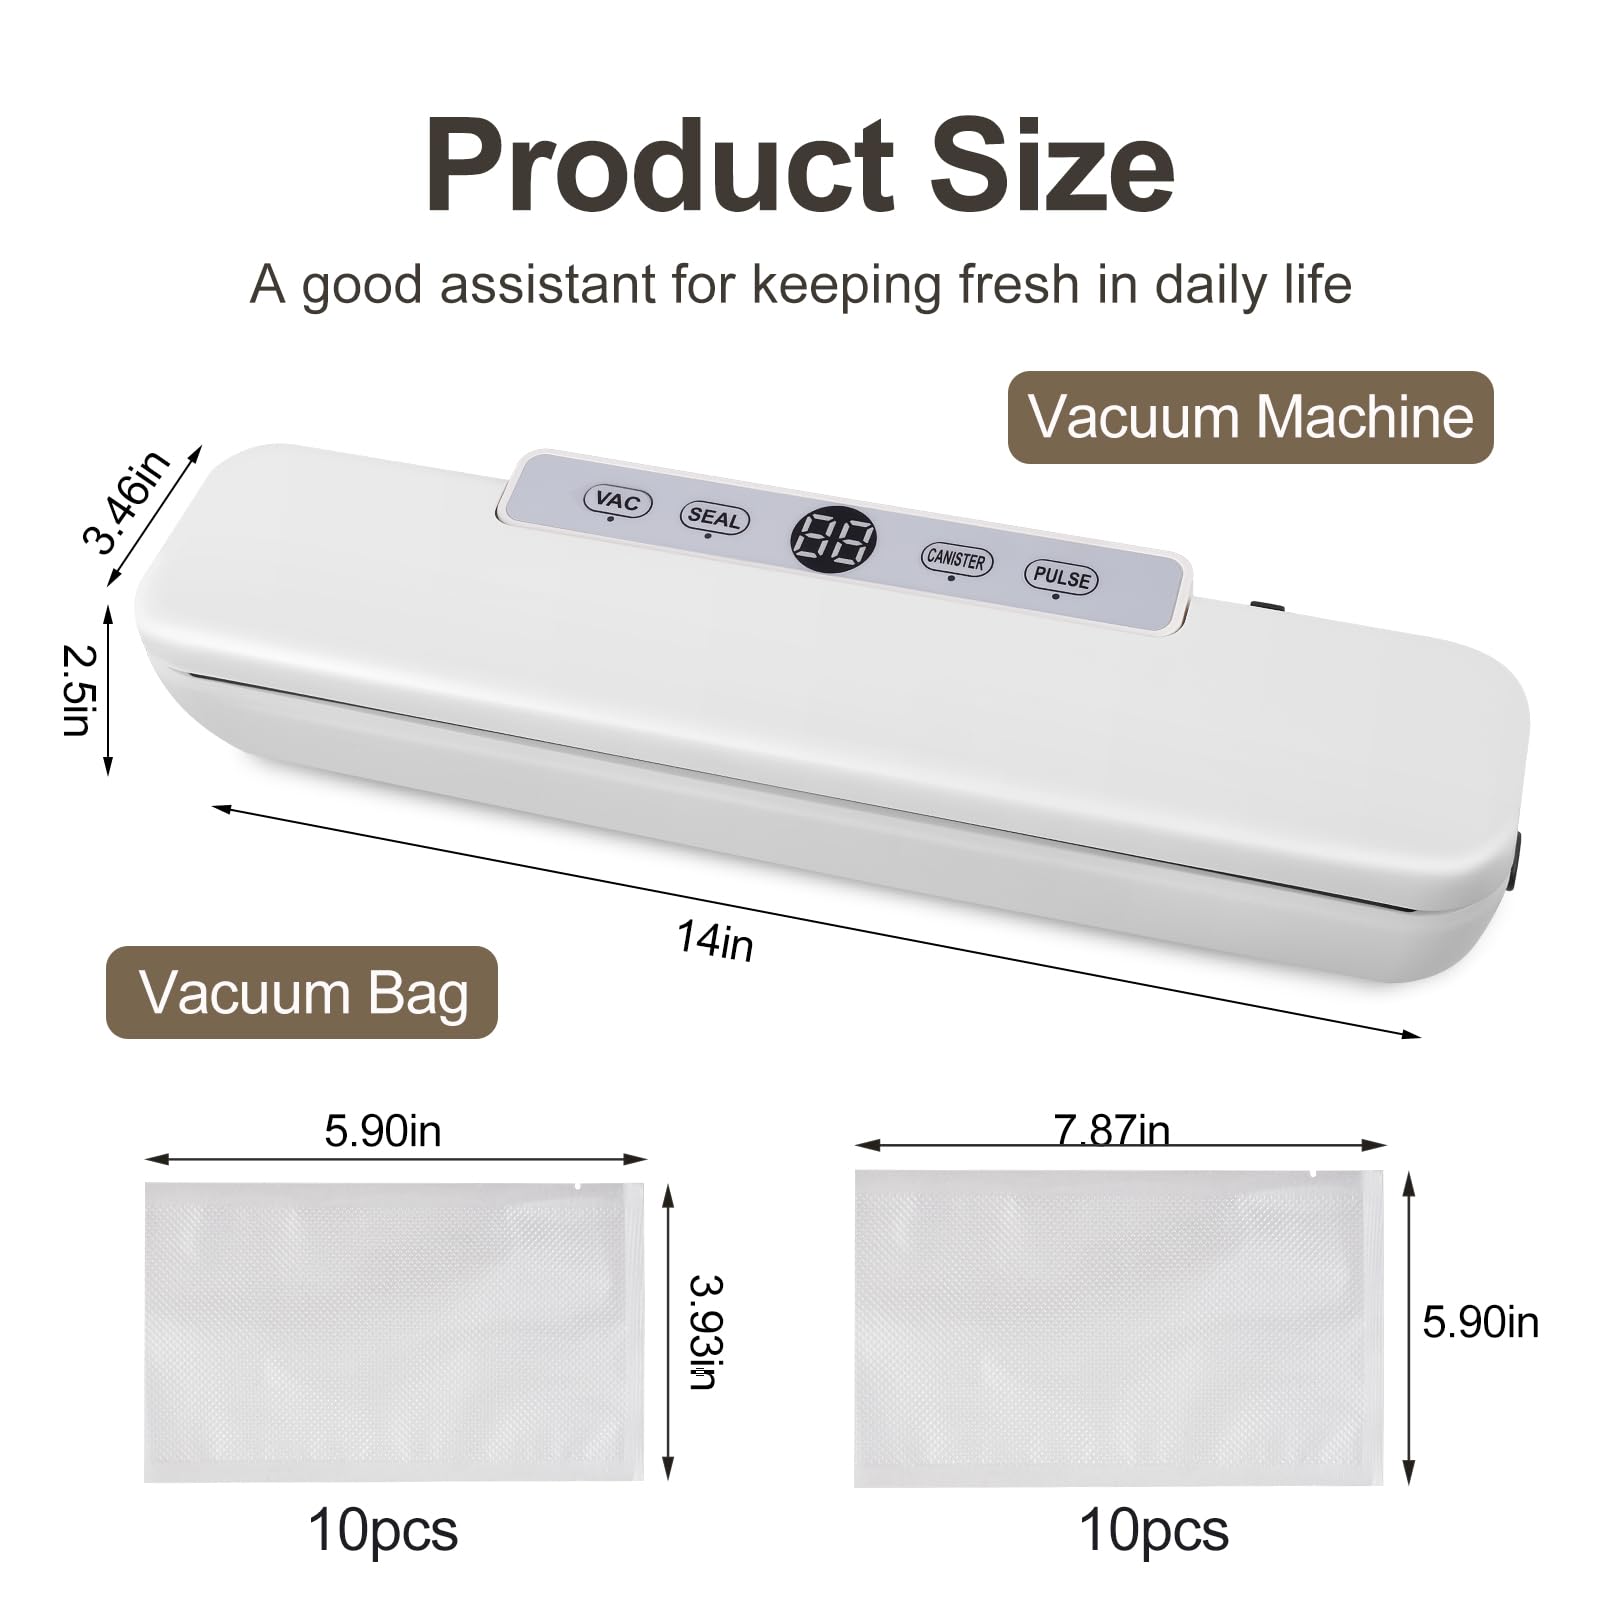 Product Size
A good assistant for keeping fresh in daily life
Vacuum Machine
3.46in
VAC
SEAL
88
CANISTER
PULSE
2.5in
14in
Vacuum Bag
5.90in
7.87in
3.93in
5.90in
10pcs
10pcs